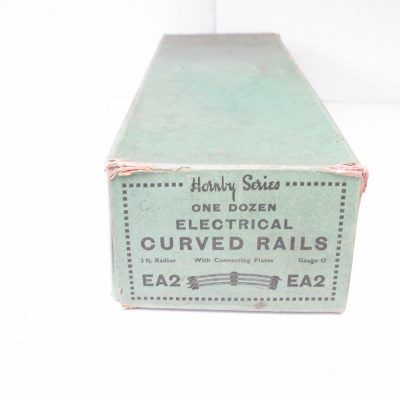 Hornby Series
ONE DOZEN
ELECTRICAL
CURVED RAILS
2 ft. Radius With Connecting Plates Gauge O
EA2 EA2